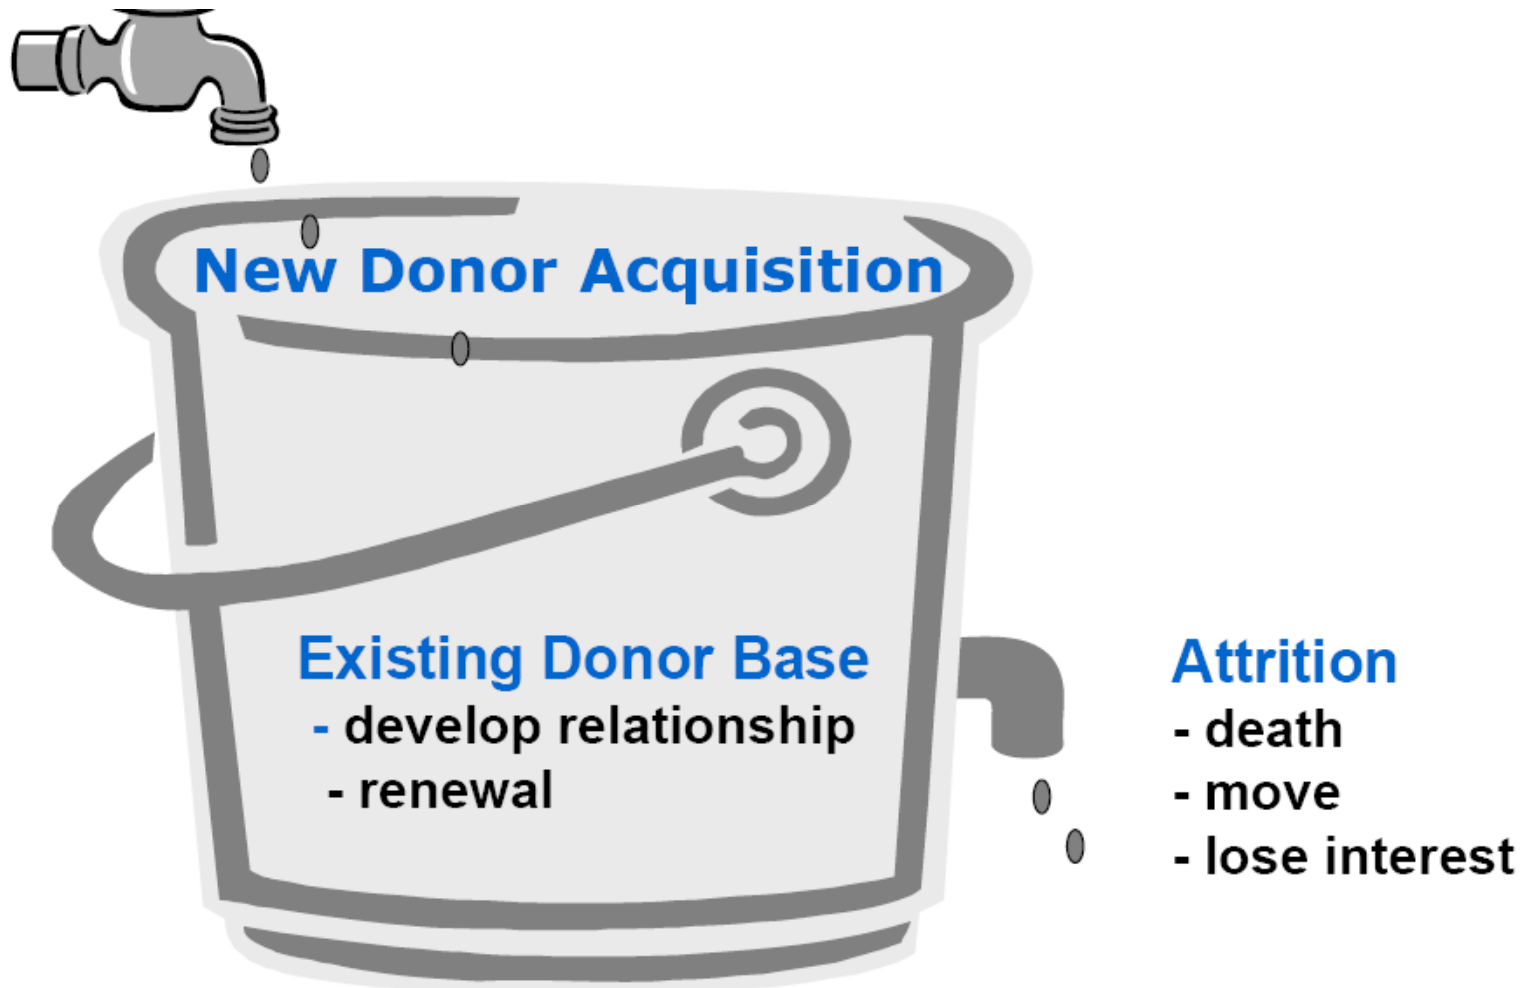 New Donor Acquisition
Existing Donor Base
- develop relationship
- renewal
Attrition
- death
- move
- lose interest